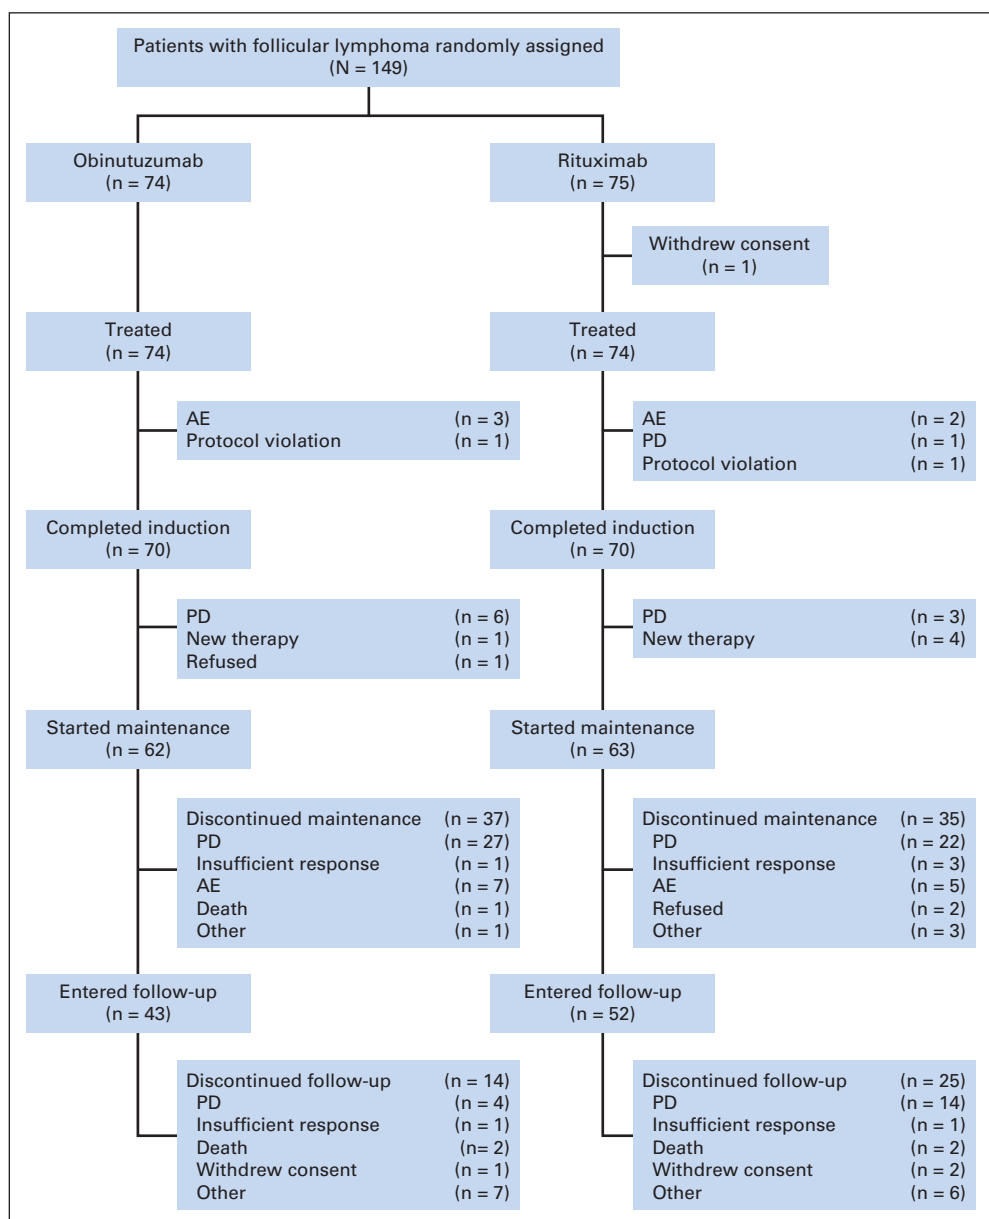 Patients with follicular lymphoma randomly assigned
(N = 149)
Obinutuzumab
(n = 74)
Rituximab
(n = 75)
Withdrew consent
(n = 1)
Treated
(n = 74)
Treated
(n = 74)
AE (n = 3)
Protocol violation (n = 1)
AE (n = 2)
PD (n = 1)
Protocol violation (n = 1)
Completed induction
(n = 70)
Completed induction
(n = 70)
PD (n = 6)
New therapy (n = 1)
Refused (n = 1)
PD (n = 3)
New therapy (n = 4)
Started maintenance
(n = 62)
Started maintenance
(n = 63)
Discontinued maintenance (n = 37)
PD (n = 27)
Insufficient response (n = 1)
AE (n = 7)
Death (n = 1)
Other (n = 1)
Discontinued maintenance (n = 35)
PD (n = 22)
Insufficient response (n = 3)
AE (n = 5)
Refused (n = 2)
Other (n = 3)
Entered follow-up
(n = 43)
Entered follow-up
(n = 52)
Discontinued follow-up (n = 14)
PD (n = 4)
Insufficient response (n = 1)
Death (n= 2)
Withdrew consent (n = 1)
Other (n = 7)
Discontinued follow-up (n = 25)
PD (n = 14)
Insufficient response (n = 1)
Death (n = 2)
Withdrew consent (n = 2)
Other (n = 6)